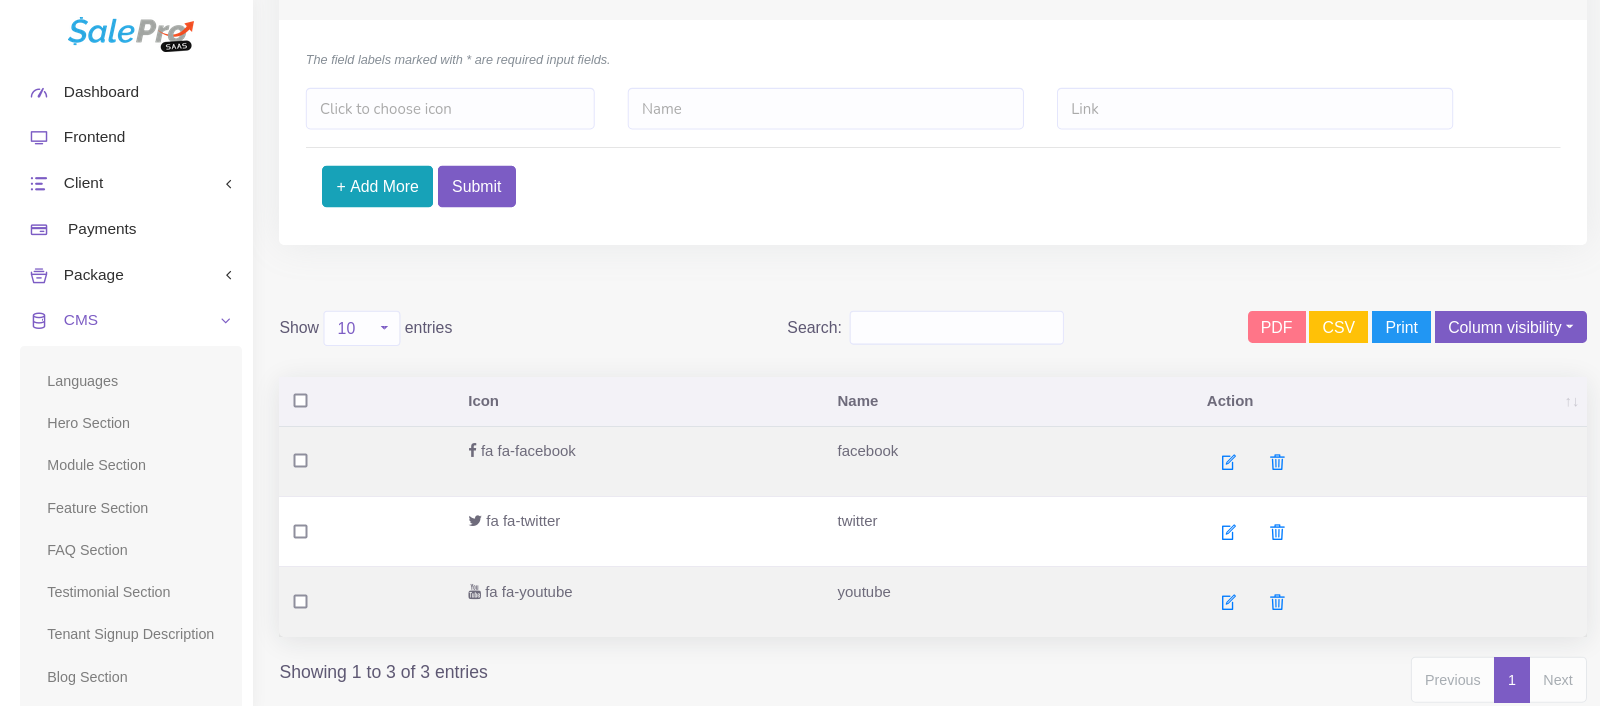 SalePro
SAAS
Dashboard
Frontend
Client
Payments
Package
CMS
Languages
Hero Section
Module Section
Feature Section
FAQ Section
Testimonial Section
Tenant Signup Description
Blog Section
The field labels marked with * are required input fields.
Click to choose icon Name Link
+ Add More Submit
Show 10 entries Search: PDF CSV Print Column visibility
Icon Name Action
fa fa-facebook facebook
fa fa-twitter twitter
You Tube fa fa-youtube youtube
Showing 1 to 3 of 3 entries Previous 1 Next